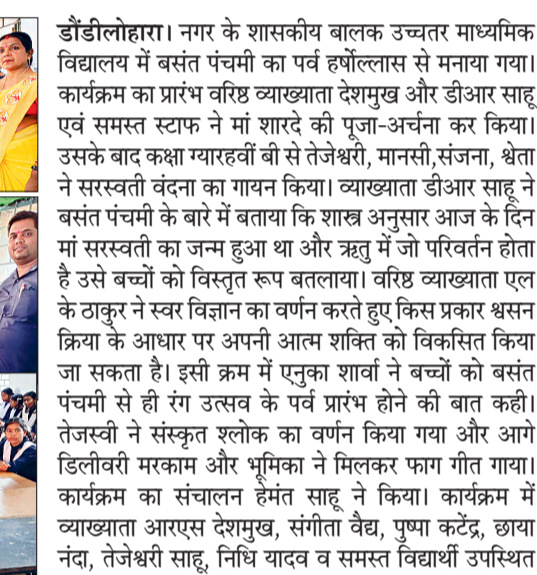 डौंडीलोहारा। नगर के शासकीय बालक उच्चतर माध्यमिक
विद्यालय में बसंत पंचमी का पर्व हर्षोल्लास से मनाया गया।
कार्यक्रम का प्रारंभ वरिष्ठ व्याख्याता देशमुख और डीआर साहू
एवं समस्त स्टाफ ने मां शारदे की पूजा-अर्चना कर किया।
उसके बाद कक्षा ग्यारहवीं बी से तेजेश्वरी, मानसी,संजना, श्वेता
ने सरस्वती वंदना का गायन किया। व्याख्याता डीआर साहू ने
बसंत पंचमी के बारे में बताया कि शास्त्र अनुसार आज के दिन
मां सरस्वती का जन्म हुआ था और ऋतु में जो परिवर्तन होता
है उसे बच्चों को विस्तृत रूप बतलाया। वरिष्ठ व्याख्याता एल
के ठाकुर ने स्वर विज्ञान का वर्णन करते हुए किस प्रकार श्वसन
क्रिया के आधार पर अपनी आत्म शक्ति को विकसित किया
जा सकता है। इसी क्रम में एनुका शार्वा ने बच्चों को बसंत
पंचमी से ही रंग उत्सव के पर्व प्रारंभ होने की बात कही।
तेजस्वी ने संस्कृत श्लोक का वर्णन किया गया और आगे
डिलीवरी मरकाम और भूमिका ने मिलकर फाग गीत गाया।
कार्यक्रम का संचालन हेमंत साहू ने किया। कार्यक्रम में
व्याख्याता आरएस देशमुख, संगीता वैद्य, पुष्पा कटेंद्र, छाया
नंदा, तेजेश्वरी साहू, निधि यादव व समस्त विद्यार्थी उपस्थित